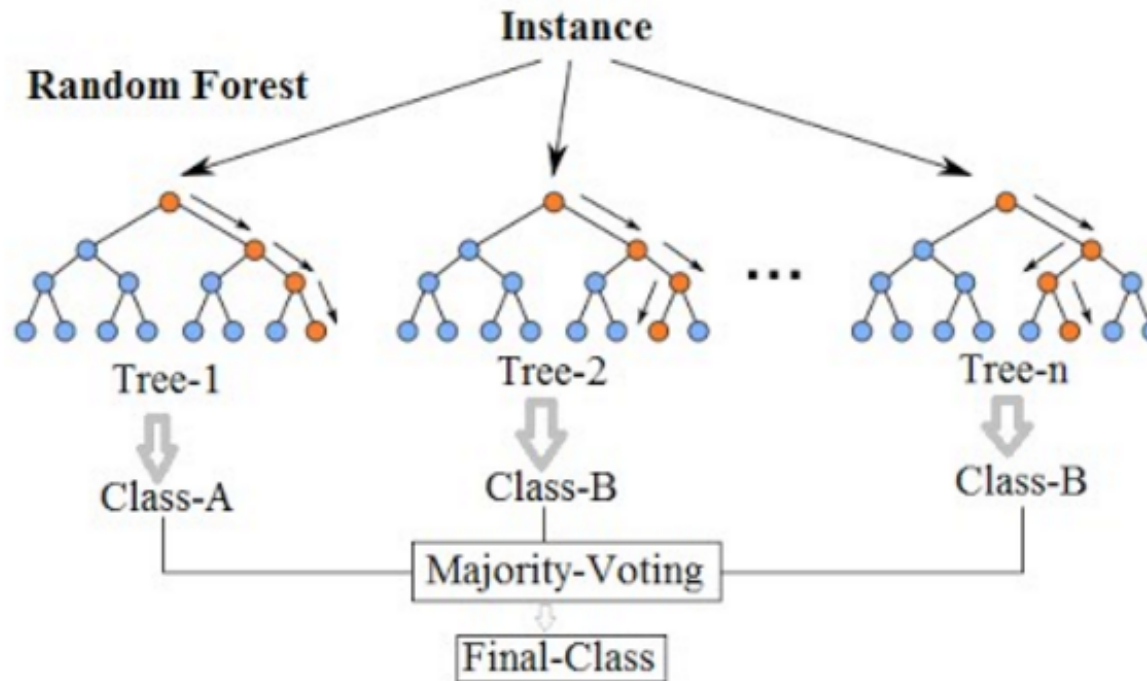 Instance
Random Forest
...
Tree-1
Tree-2
Tree-n
Class-A
Class-B
Class-B
Majority-Voting
Final-Class